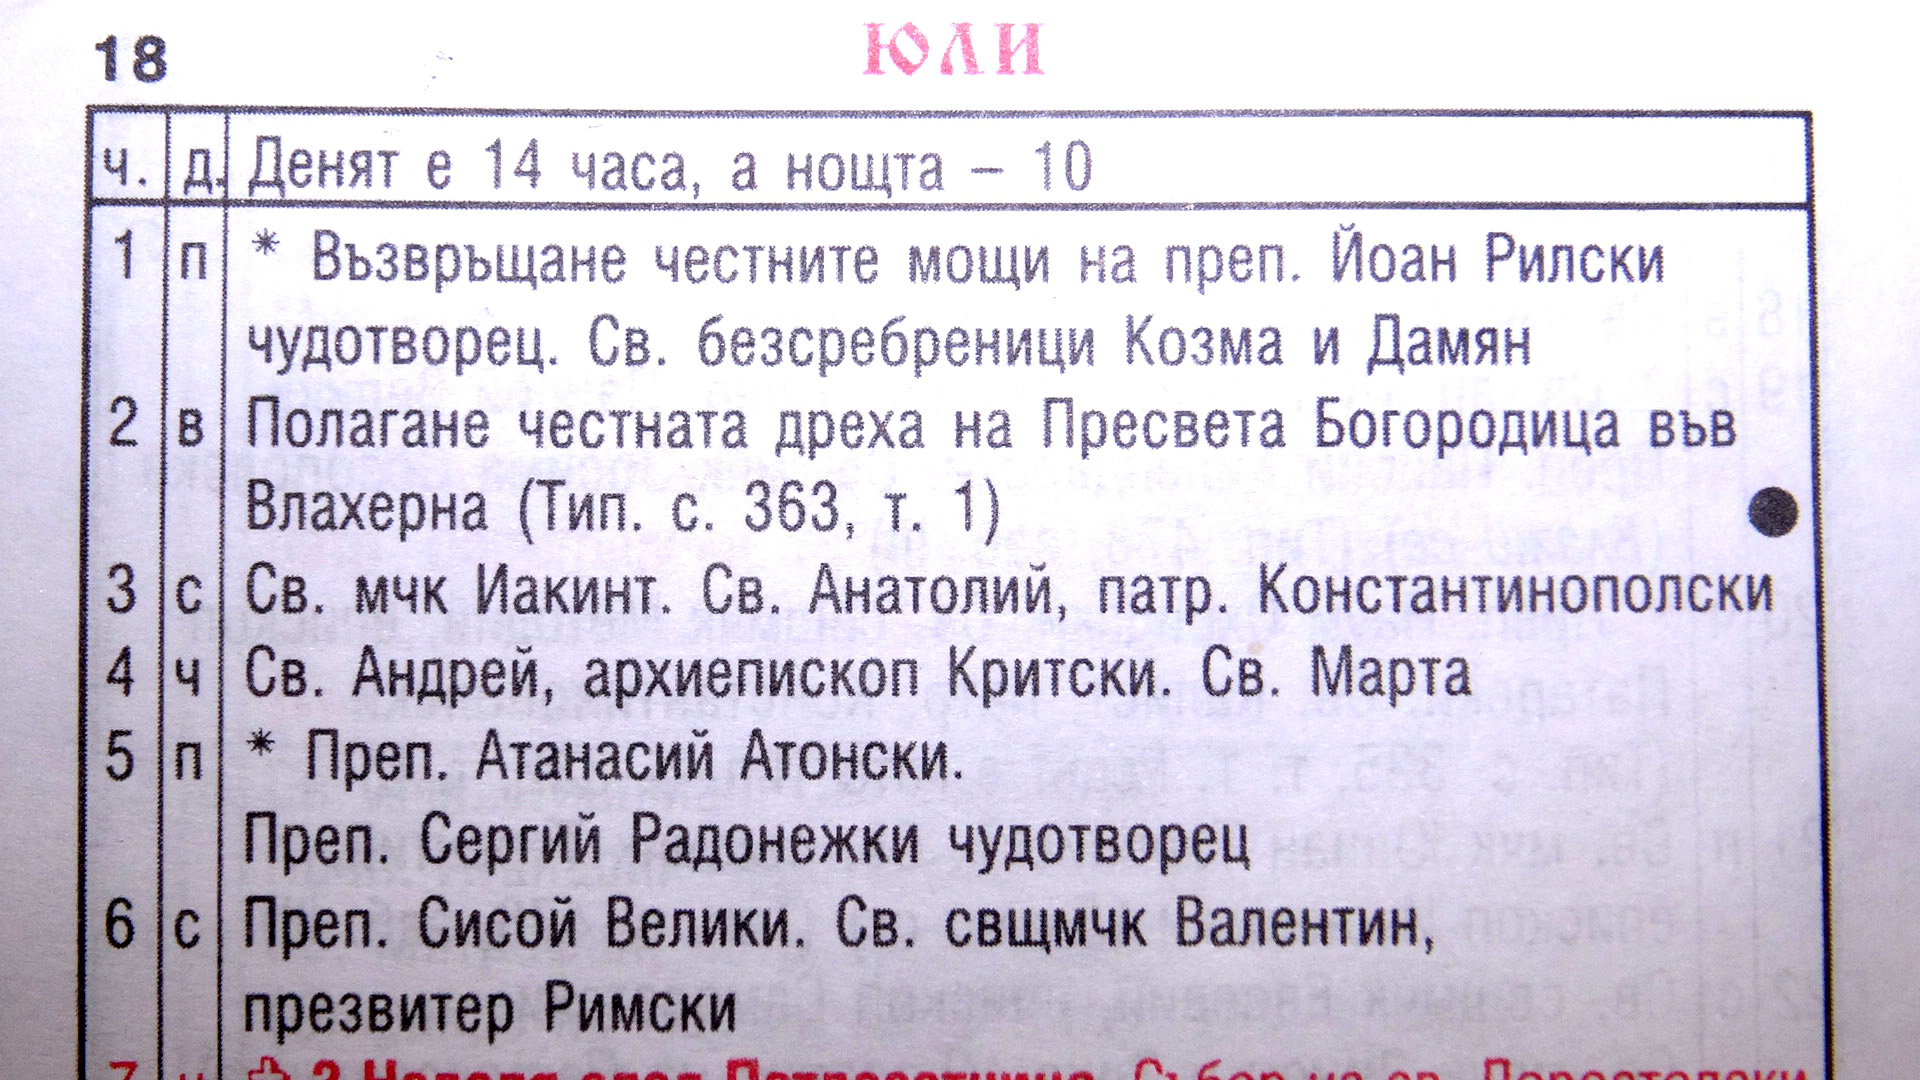 18
ЮЛИ
ч. д. Денят е 14 часа, а нощта – 10
1 п * Възвръщане честните мощи на преп. Йоан Рилски
чудотворец. Св. безсребреници Козма и Дамян
2 в Полагане честната дреха на Пресвета Богородица във
Влахерна (Тип. с. 363, т. 1)
3 с Св. мчк Иакинт. Св. Анатолий, патр. Константинополски
4 ч Св. Андрей, архиепископ Критски. Св. Марта
5 п * Преп. Атанасий Атонски.
Преп. Сергий Радонежки чудотворец
6 с Преп. Сисой Велики. Св. свщмчк Валентин,
презвитер Римски